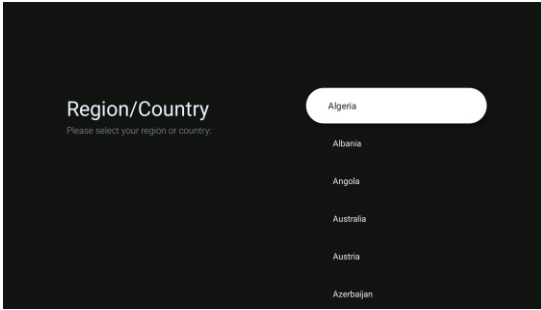 Region/Country
Please select your region or country:
Algeria
Albania
Angola
Australia
Austria
Azerbaijan